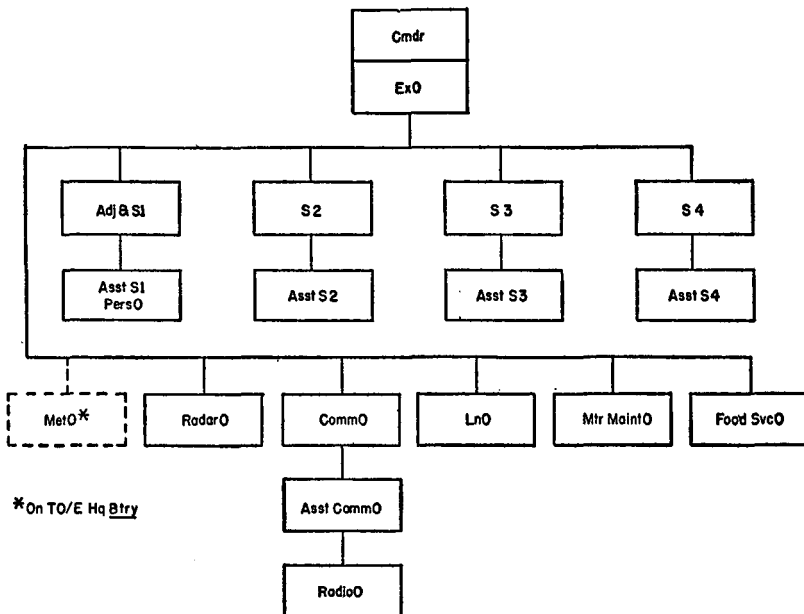 Cmdr
ExO
Adj & S1
S2
S3
S4
Asst S1
PersO
Asst S2
Asst S3
Asst S4
MetO*
RadarO
CommO
LnO
Mtr MaintO
Food SvcO
*On TO/E Hq Btry
Asst CommO
RadioO